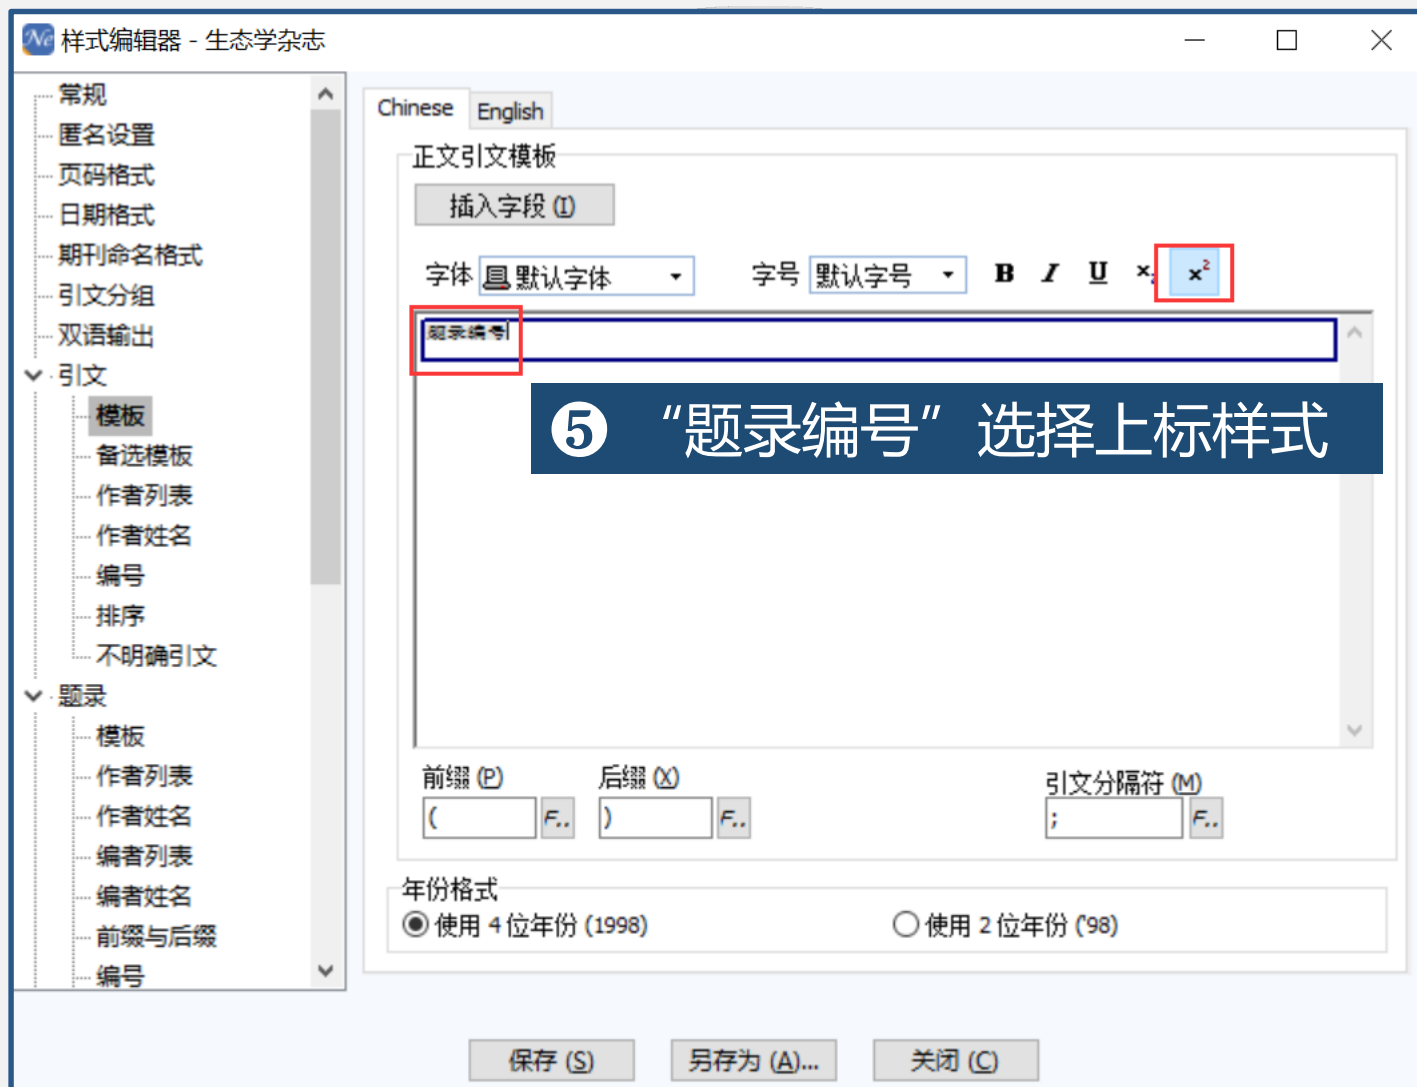 Ne 样式编辑器 - 生态学杂志
常规
匿名设置
页码格式
日期格式
期刊命名格式
引文分组
双语输出
引文
模板
备选模板
作者列表
作者姓名
编号
排序
不明确引文
题录
模板
作者列表
作者姓名
编者列表
编者姓名
前缀与后缀
编号
Chinese English
正文引文模板
插入字段 (I)
字体 默认字体 字号 默认字号 B I U x₂ x²
题录编号
❺ “题录编号”选择上标样式
前缀 (P) 后缀 (X) 引文分隔符 (M)
( F.. ) F.. ; F..
年份格式
使用 4 位年份 (1998) 使用 2 位年份 ('98)
保存 (S) 另存为 (A)... 关闭 (C)